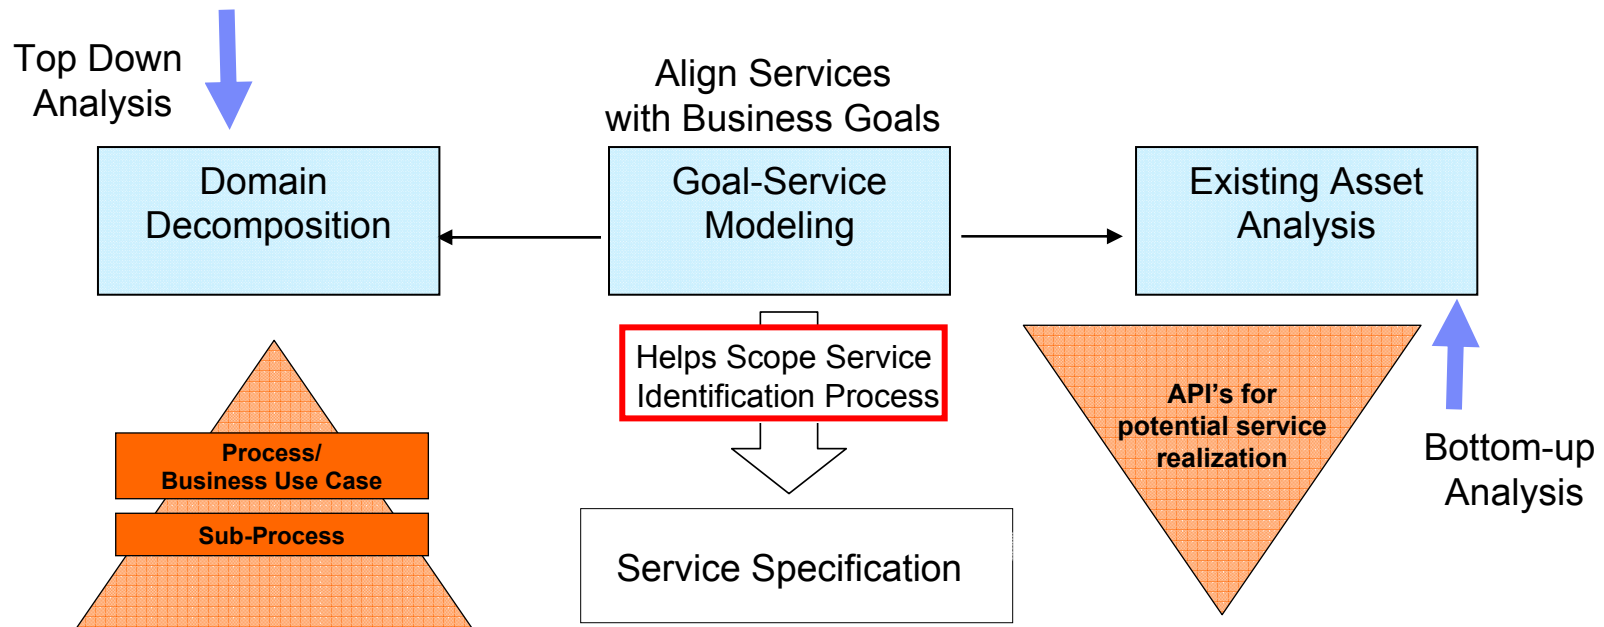 Top Down
Analysis
Align Services
with Business Goals
Domain
Decomposition
Goal-Service
Modeling
Existing Asset
Analysis
Helps Scope Service
Identification Process
Process/
Business Use Case
Sub-Process
API's for
potential service
realization
Bottom-up
Analysis
Service Specification